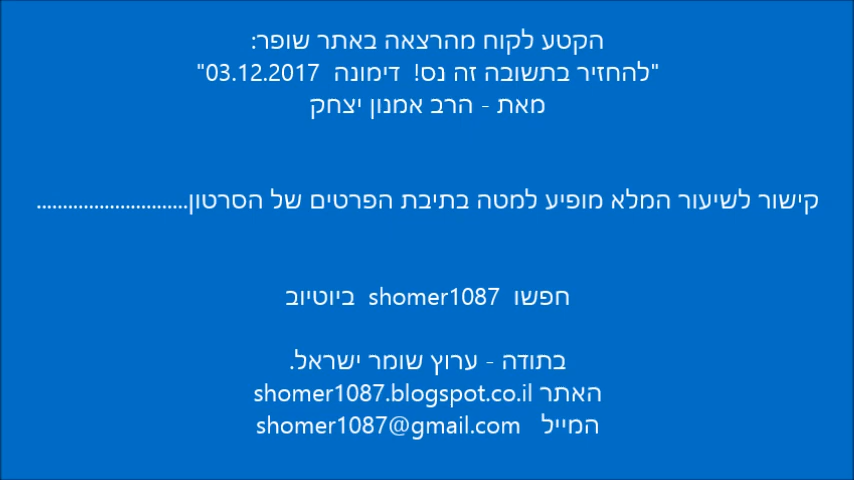 הקטע לקוח מהרצאה באתר שופר:
"להחזיר בתשובה זה נס! דימונה 03.12.2017"
מאת - הרב אמנון יצחק
קישור לשיעור המלא מופיע למטה בתיבת הפרטים של הסרטון.............................
חפשו shomer1087 ביוטיוב
בתודה - ערוץ שומר ישראל.
האתר shomer1087.blogspot.co.il
המייל shomer1087@gmail.com